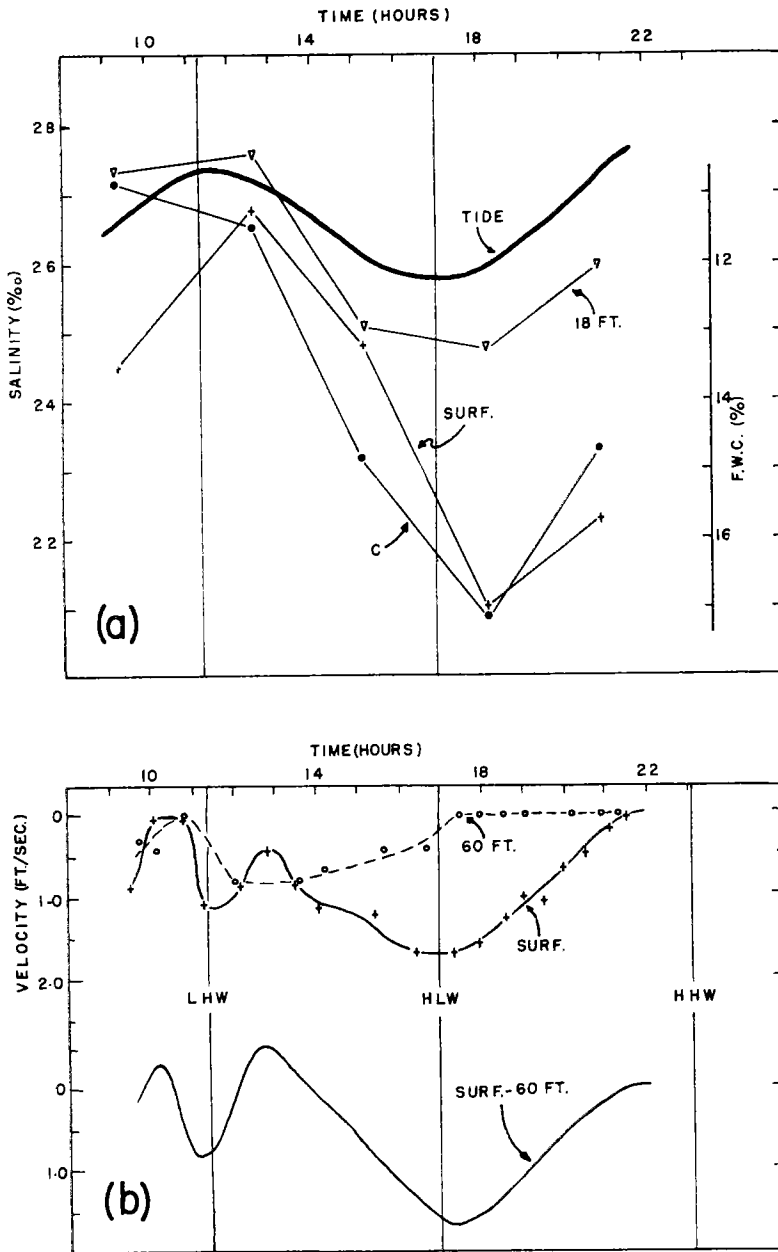 TIME (HOURS)
10 14 18 22
28
26
24
22
SALINITY (‰)
TIDE
18 FT.
SURF.
C
12
14
16
F.W.C. (%)
(a)
TIME(HOURS)
10 14 18 22
0
1.0
2.0
VELOCITY (FT./SEC.)
60 FT.
SURF.
LHW HLW HHW
0
1.0
SURF.-60 FT.
(b)